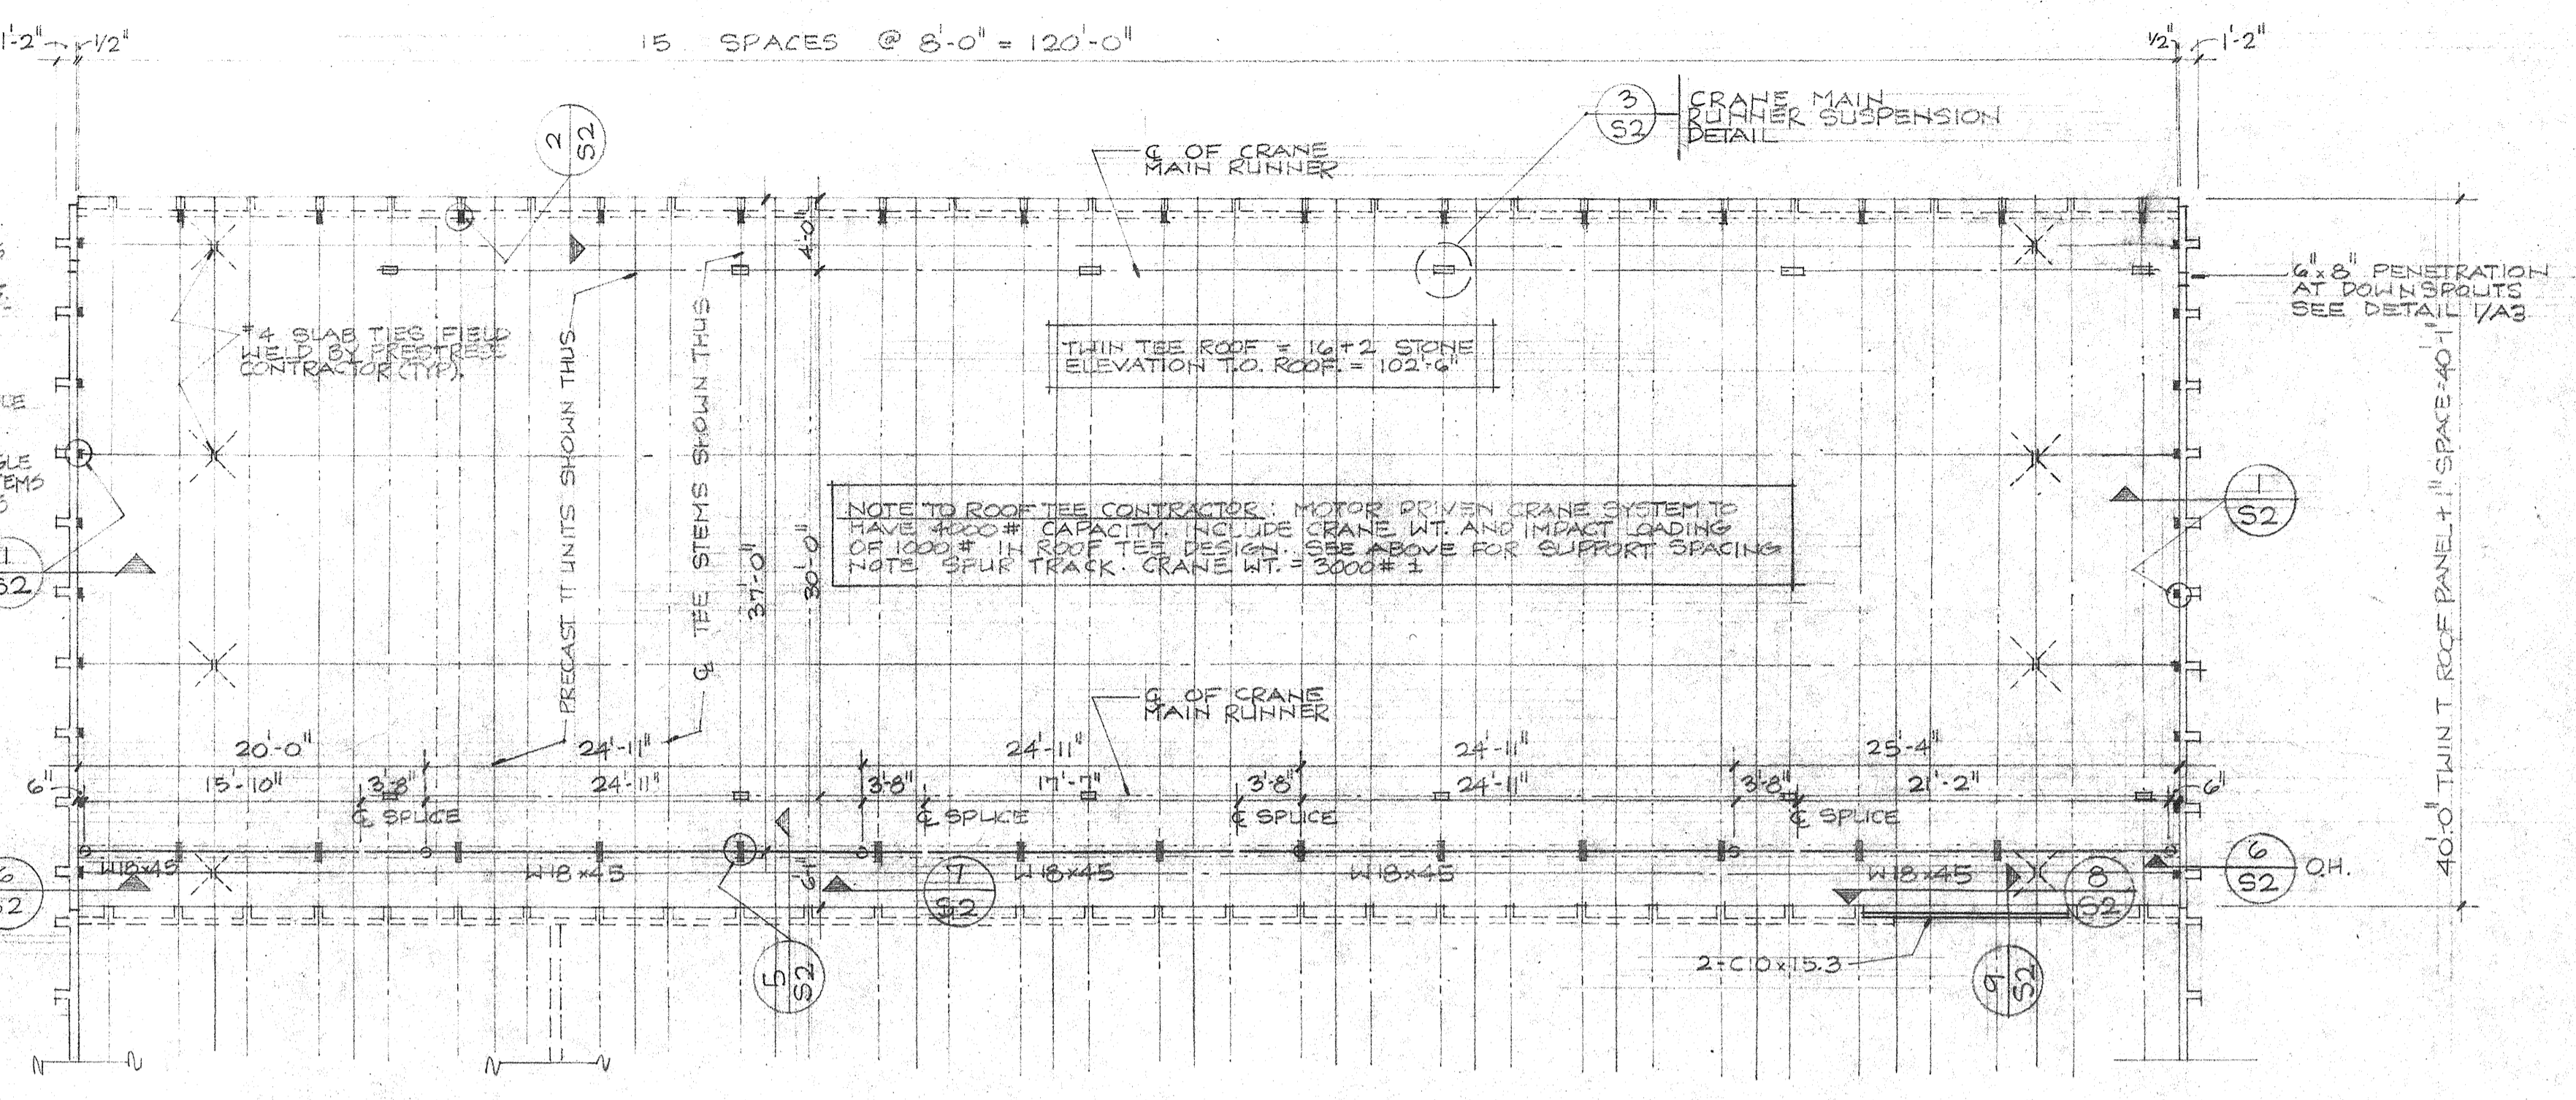 1'-2"
1/2"
15 SPACES @ 8'-0" = 120'-0"
1/2"
1'-2"
2
S2
3
S2
CRANE MAIN
RUNNER SUSPENSION
DETAIL
℄ OF CRANE
MAIN RUNNER
4'-0"
6"x8" PENETRATION
AT DOWNSPOUTS
SEE DETAIL 1/A3
#4 SLAB TIES FIELD
WELD BY PRESTRESS
CONTRACTOR (TYP).
TWIN TEE ROOF = 16+2 STONE
ELEVATION T.O. ROOF. = 102'-6"
PRECAST TT UNITS SHOWN THUS
℄ TEE STEMS SHOWN THUS
37'-0"
30'-0"
NOTE TO ROOF TEE CONTRACTOR: MOTOR DRIVEN CRANE SYSTEM TO
HAVE 4000# CAPACITY. INCLUDE CRANE WT. AND IMPACT LOADING
OF 1000# IN ROOF TEE DESIGN. SEE ABOVE FOR SUPPORT SPACING
NOTE SPUR TRACK. CRANE WT. = 3000# ±
1
S2
1
S2
40'-0" TWIN T ROOF PANEL + 1" SPACE = 40'-1"
TEMS
℄ OF CRANE
MAIN RUNNER
20'-0"
24'-11"
24'-11"
24'-11"
25'-4"
6"
15'-10"
3'-8"
24'-11"
3'-8"
17'-7"
3'-8"
24'-11"
3'-8"
21'-2"
6"
℄ SPLICE
℄ SPLICE
℄ SPLICE
℄ SPLICE
W18x45
W18x45
W18x45
W18x45
W18x45
6'-1"
6
S2
7
S2
8
S2
6
S2
O.H.
5
S2
2-C10x15.3
9
S2